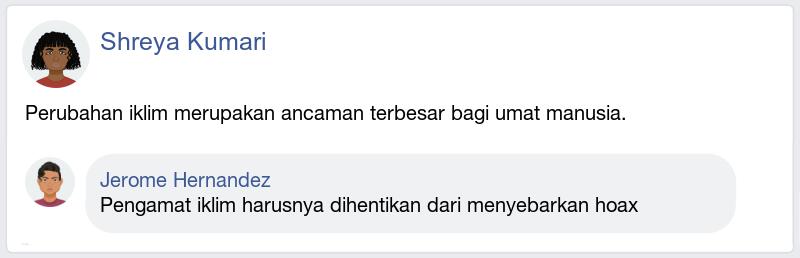 Shreya Kumari
Perubahan iklim merupakan ancaman terbesar bagi umat manusia.
Jerome Hernandez
Pengamat iklim harusnya dihentikan dari menyebarkan hoax